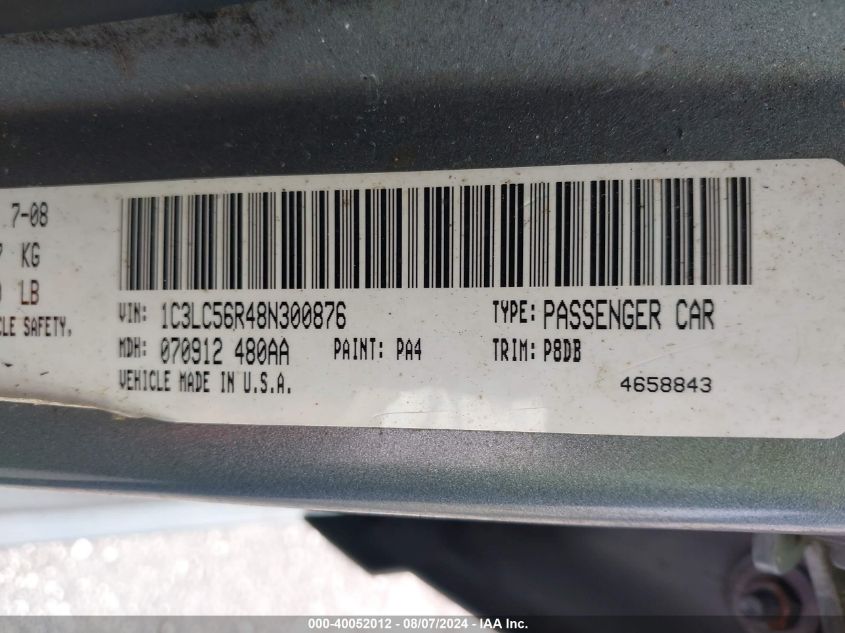 7-08
KG
LB
CLE SAFETY,
VIN: 1C3LC56R48N300876 TYPE: PASSENGER CAR
MDH: 070912 480AA PAINT: PA4 TRIM: P8DB
VEHICLE MADE IN U.S.A. 4658843
000-40052012 - 08/07/2024 - IAA Inc.